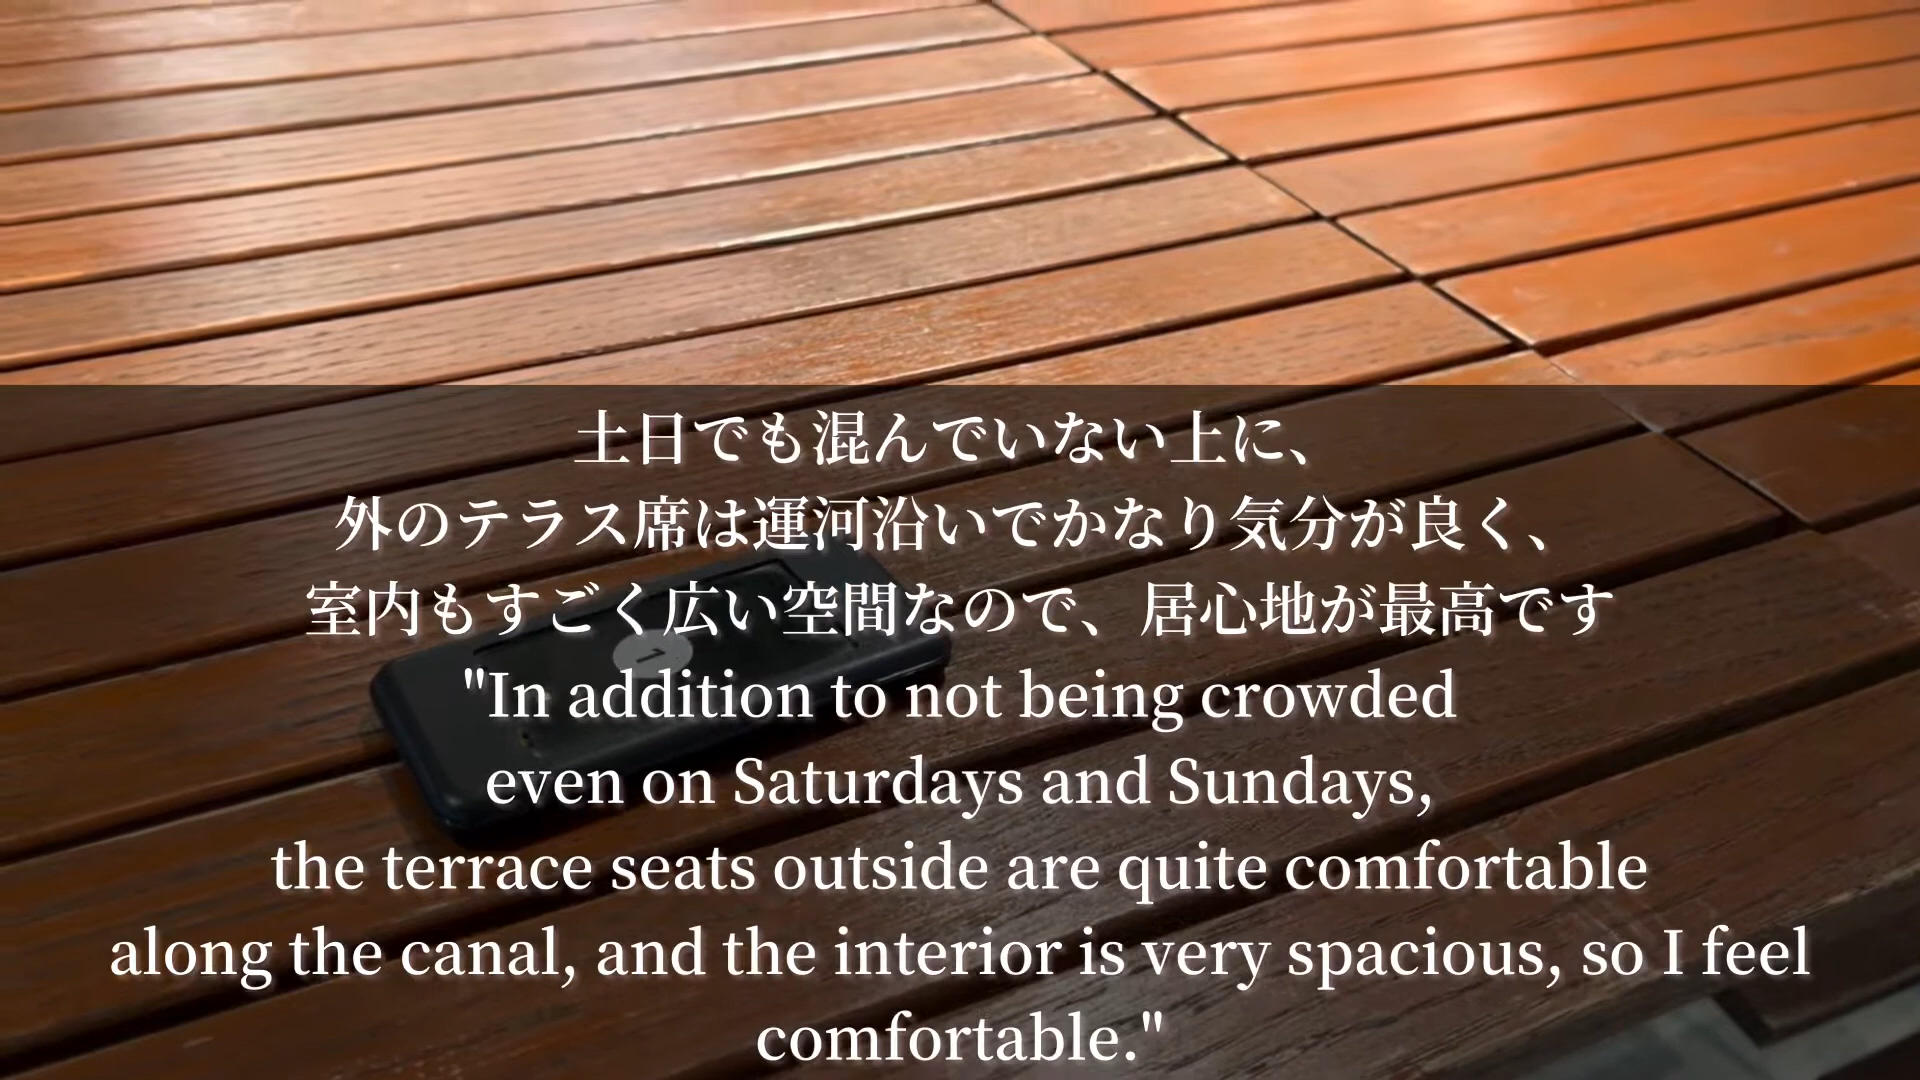 土日でも混んでいない上に、
外のテラス席は運河沿いでかなり気分が良く、
室内もすごく広い空間なので、居心地が最高です
1
"In addition to not being crowded
even on Saturdays and Sundays,
the terrace seats outside are quite comfortable
along the canal, and the interior is very spacious, so I feel
comfortable."